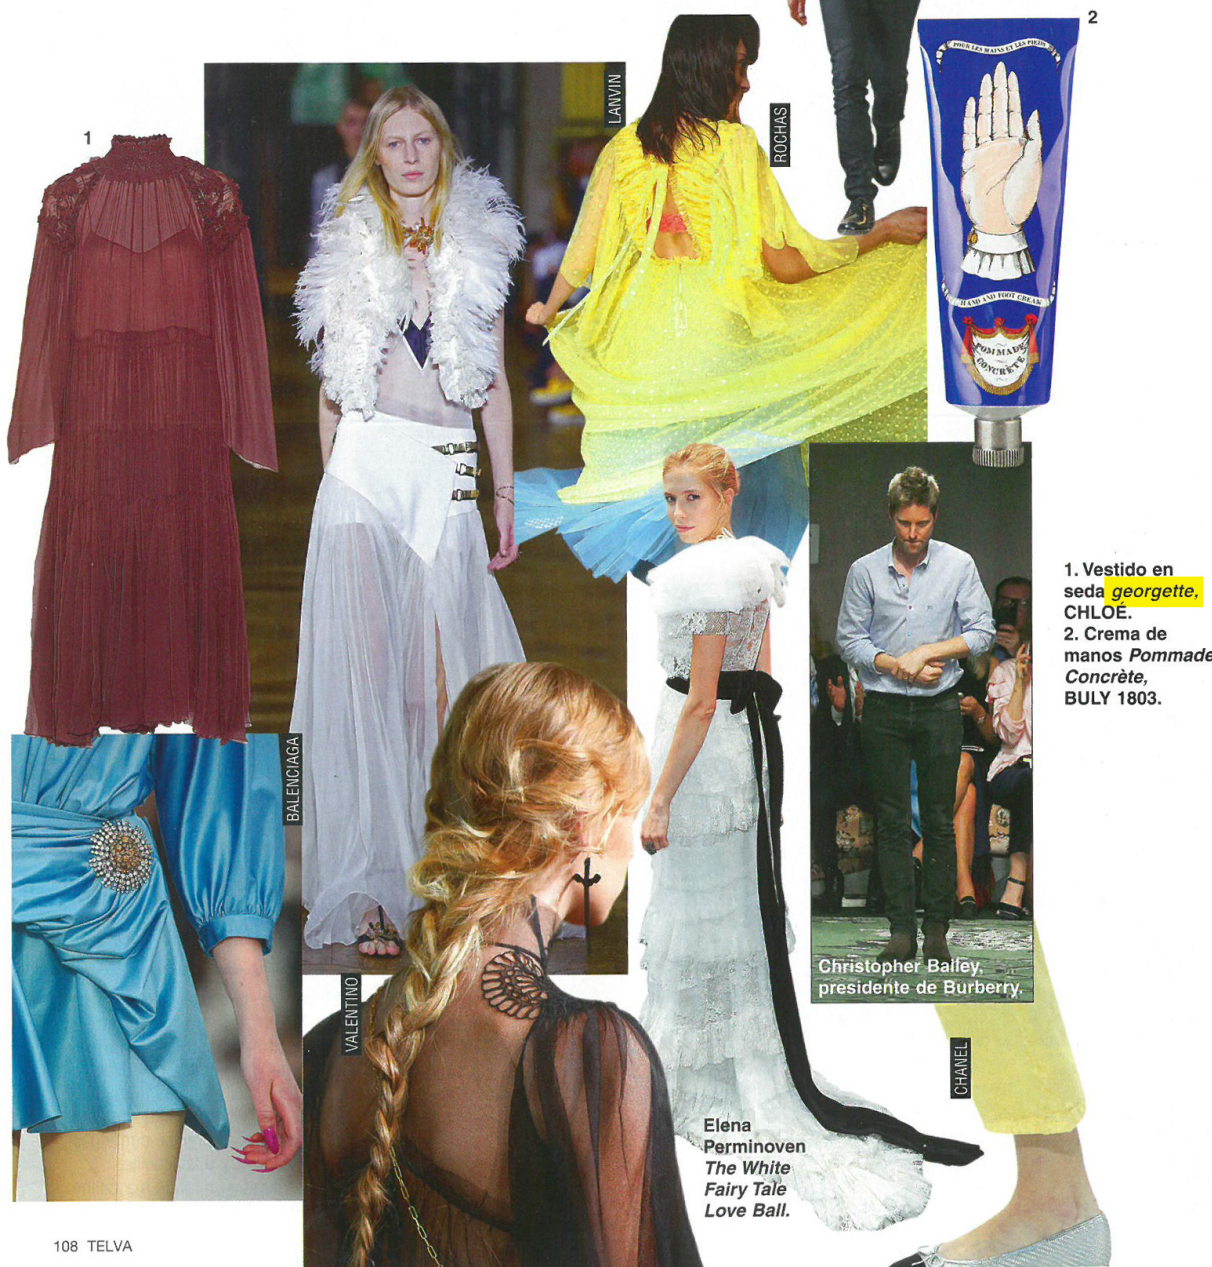 1
LANVIN
ROCHAS
2
POUR LES MAINS ET LES PIEDS
HAND AND FOOT CREAM
POMMADE
CONCRÈTE
1. Vestido en
seda georgette,
CHLOÉ.
2. Crema de
manos Pommade
Concrète,
BULY 1803.
BALENCIAGA
VALENTINO
Christopher Bailey,
presidente de Burberry.
CHANEL
Elena
Perminoven
The White
Fairy Tale
Love Ball.
108 TELVA